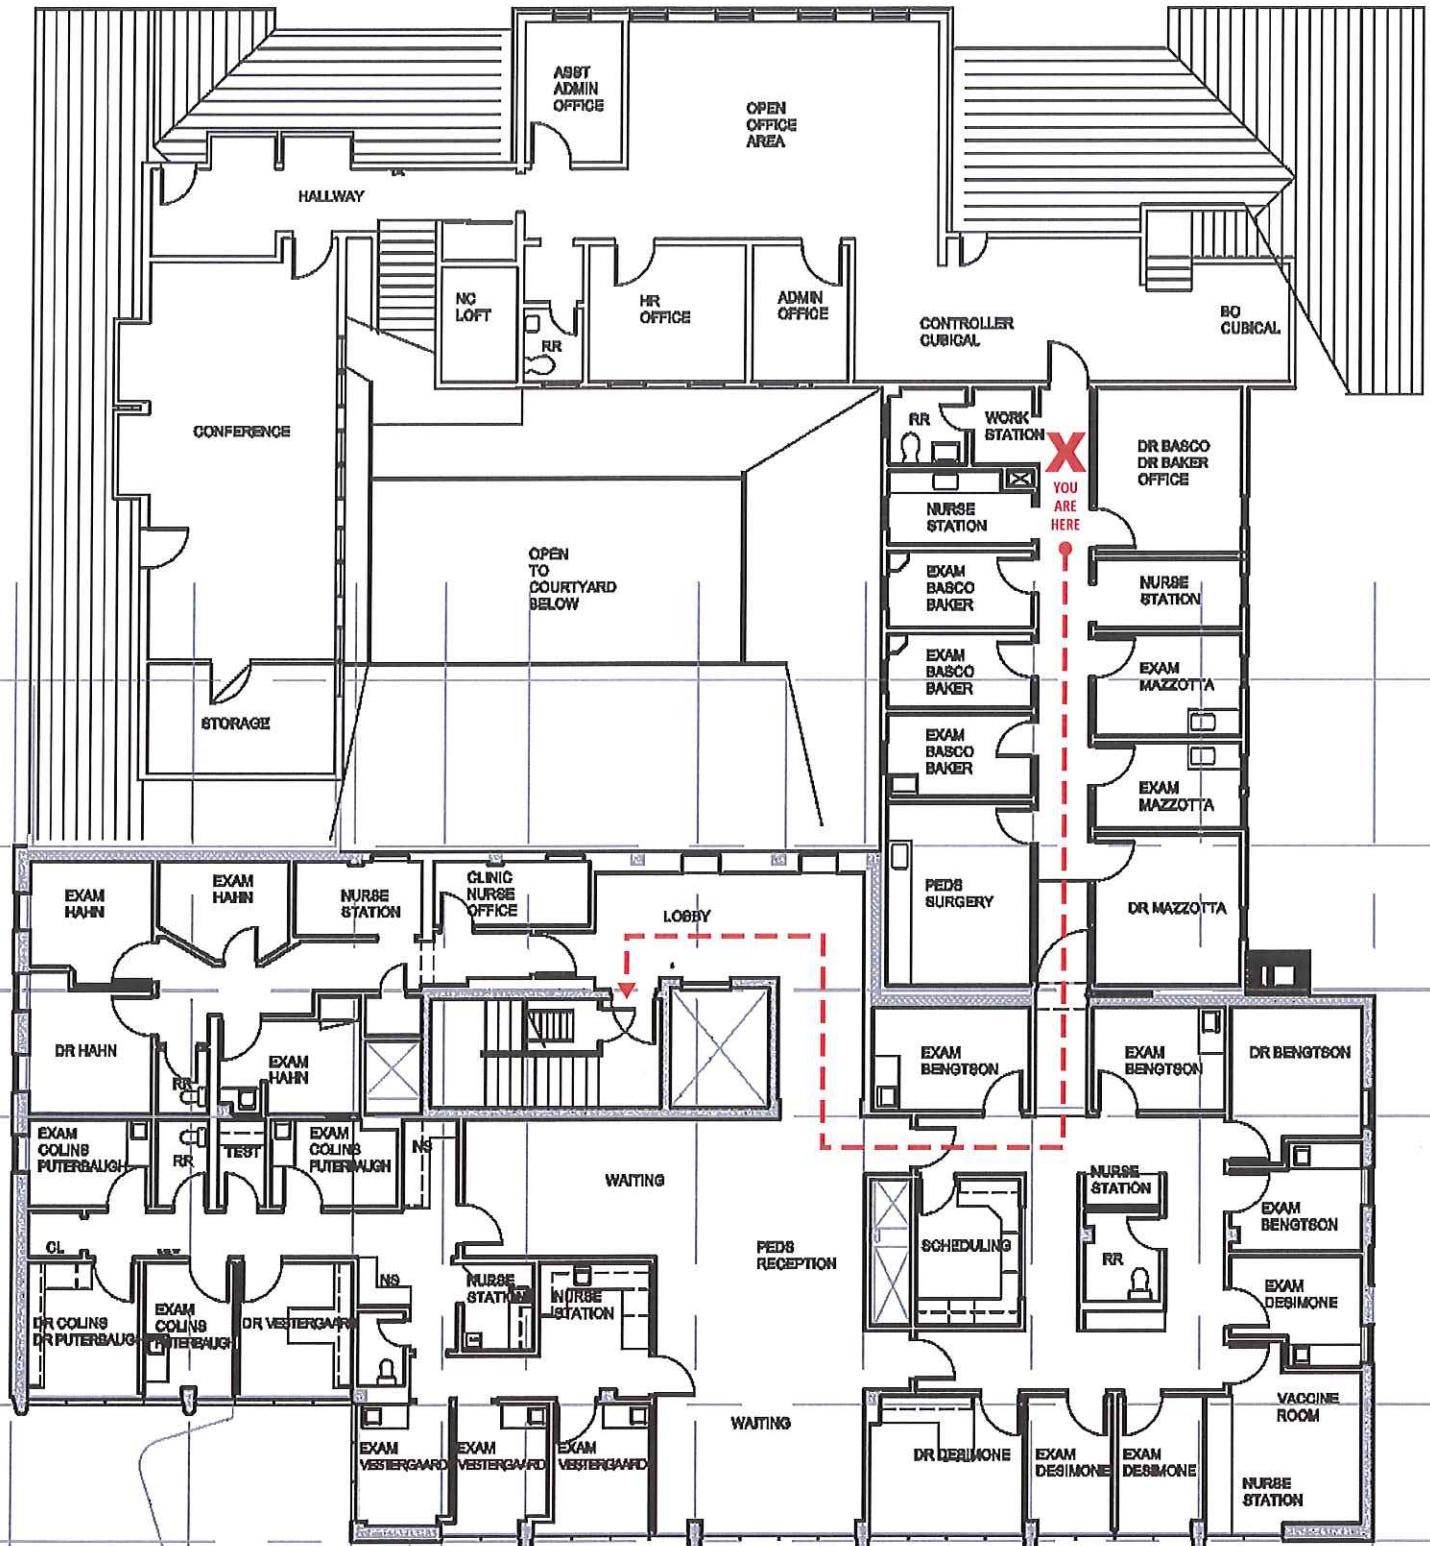 ASST
ADMIN
OFFICE
OPEN
OFFICE
AREA
HALLWAY
NC
LOFT
RR
HR
OFFICE
ADMIN
OFFICE
CONTROLLER
CUBICAL
BO
CUBICAL
CONFERENCE
RR
WORK
STATION
X
YOU
ARE
HERE
DR BASCO
DR BAKER
OFFICE
NURSE
STATION
OPEN
TO
COURTYARD
BELOW
EXAM
BASCO
BAKER
NURSE
STATION
EXAM
BASCO
BAKER
EXAM
MAZZOTTA
STORAGE
EXAM
BASCO
BAKER
EXAM
MAZZOTTA
PEDS
SURGERY
DR MAZZOTTA
EXAM
HAHN
EXAM
HAHN
NURSE
STATION
CLINIC
NURSE
OFFICE
LOBBY
DR HAHN
RR
EXAM
HAHN
EXAM
BENGTSON
EXAM
BENGTSON
DR BENGTSON
EXAM
COLINS
PUTERBAUGH
RR
TEST
EXAM
COLINS
PUTERBAUGH
NS
WAITING
NURSE
STATION
EXAM
BENGTSON
CL
PEDS
RECEPTION
SCHEDULING
RR
DR COLINS
DR PUTERBAUGH
EXAM
COLINS
PUTERBAUGH
DR VESTERGAARD
NS
NURSE
STATION
NURSE
STATION
EXAM
DESIMONE
VACCINE
ROOM
WAITING
EXAM
VESTERGAARD
EXAM
VESTERGAARD
EXAM
VESTERGAARD
DR DESIMONE
EXAM
DESIMONE
EXAM
DESIMONE
NURSE
STATION